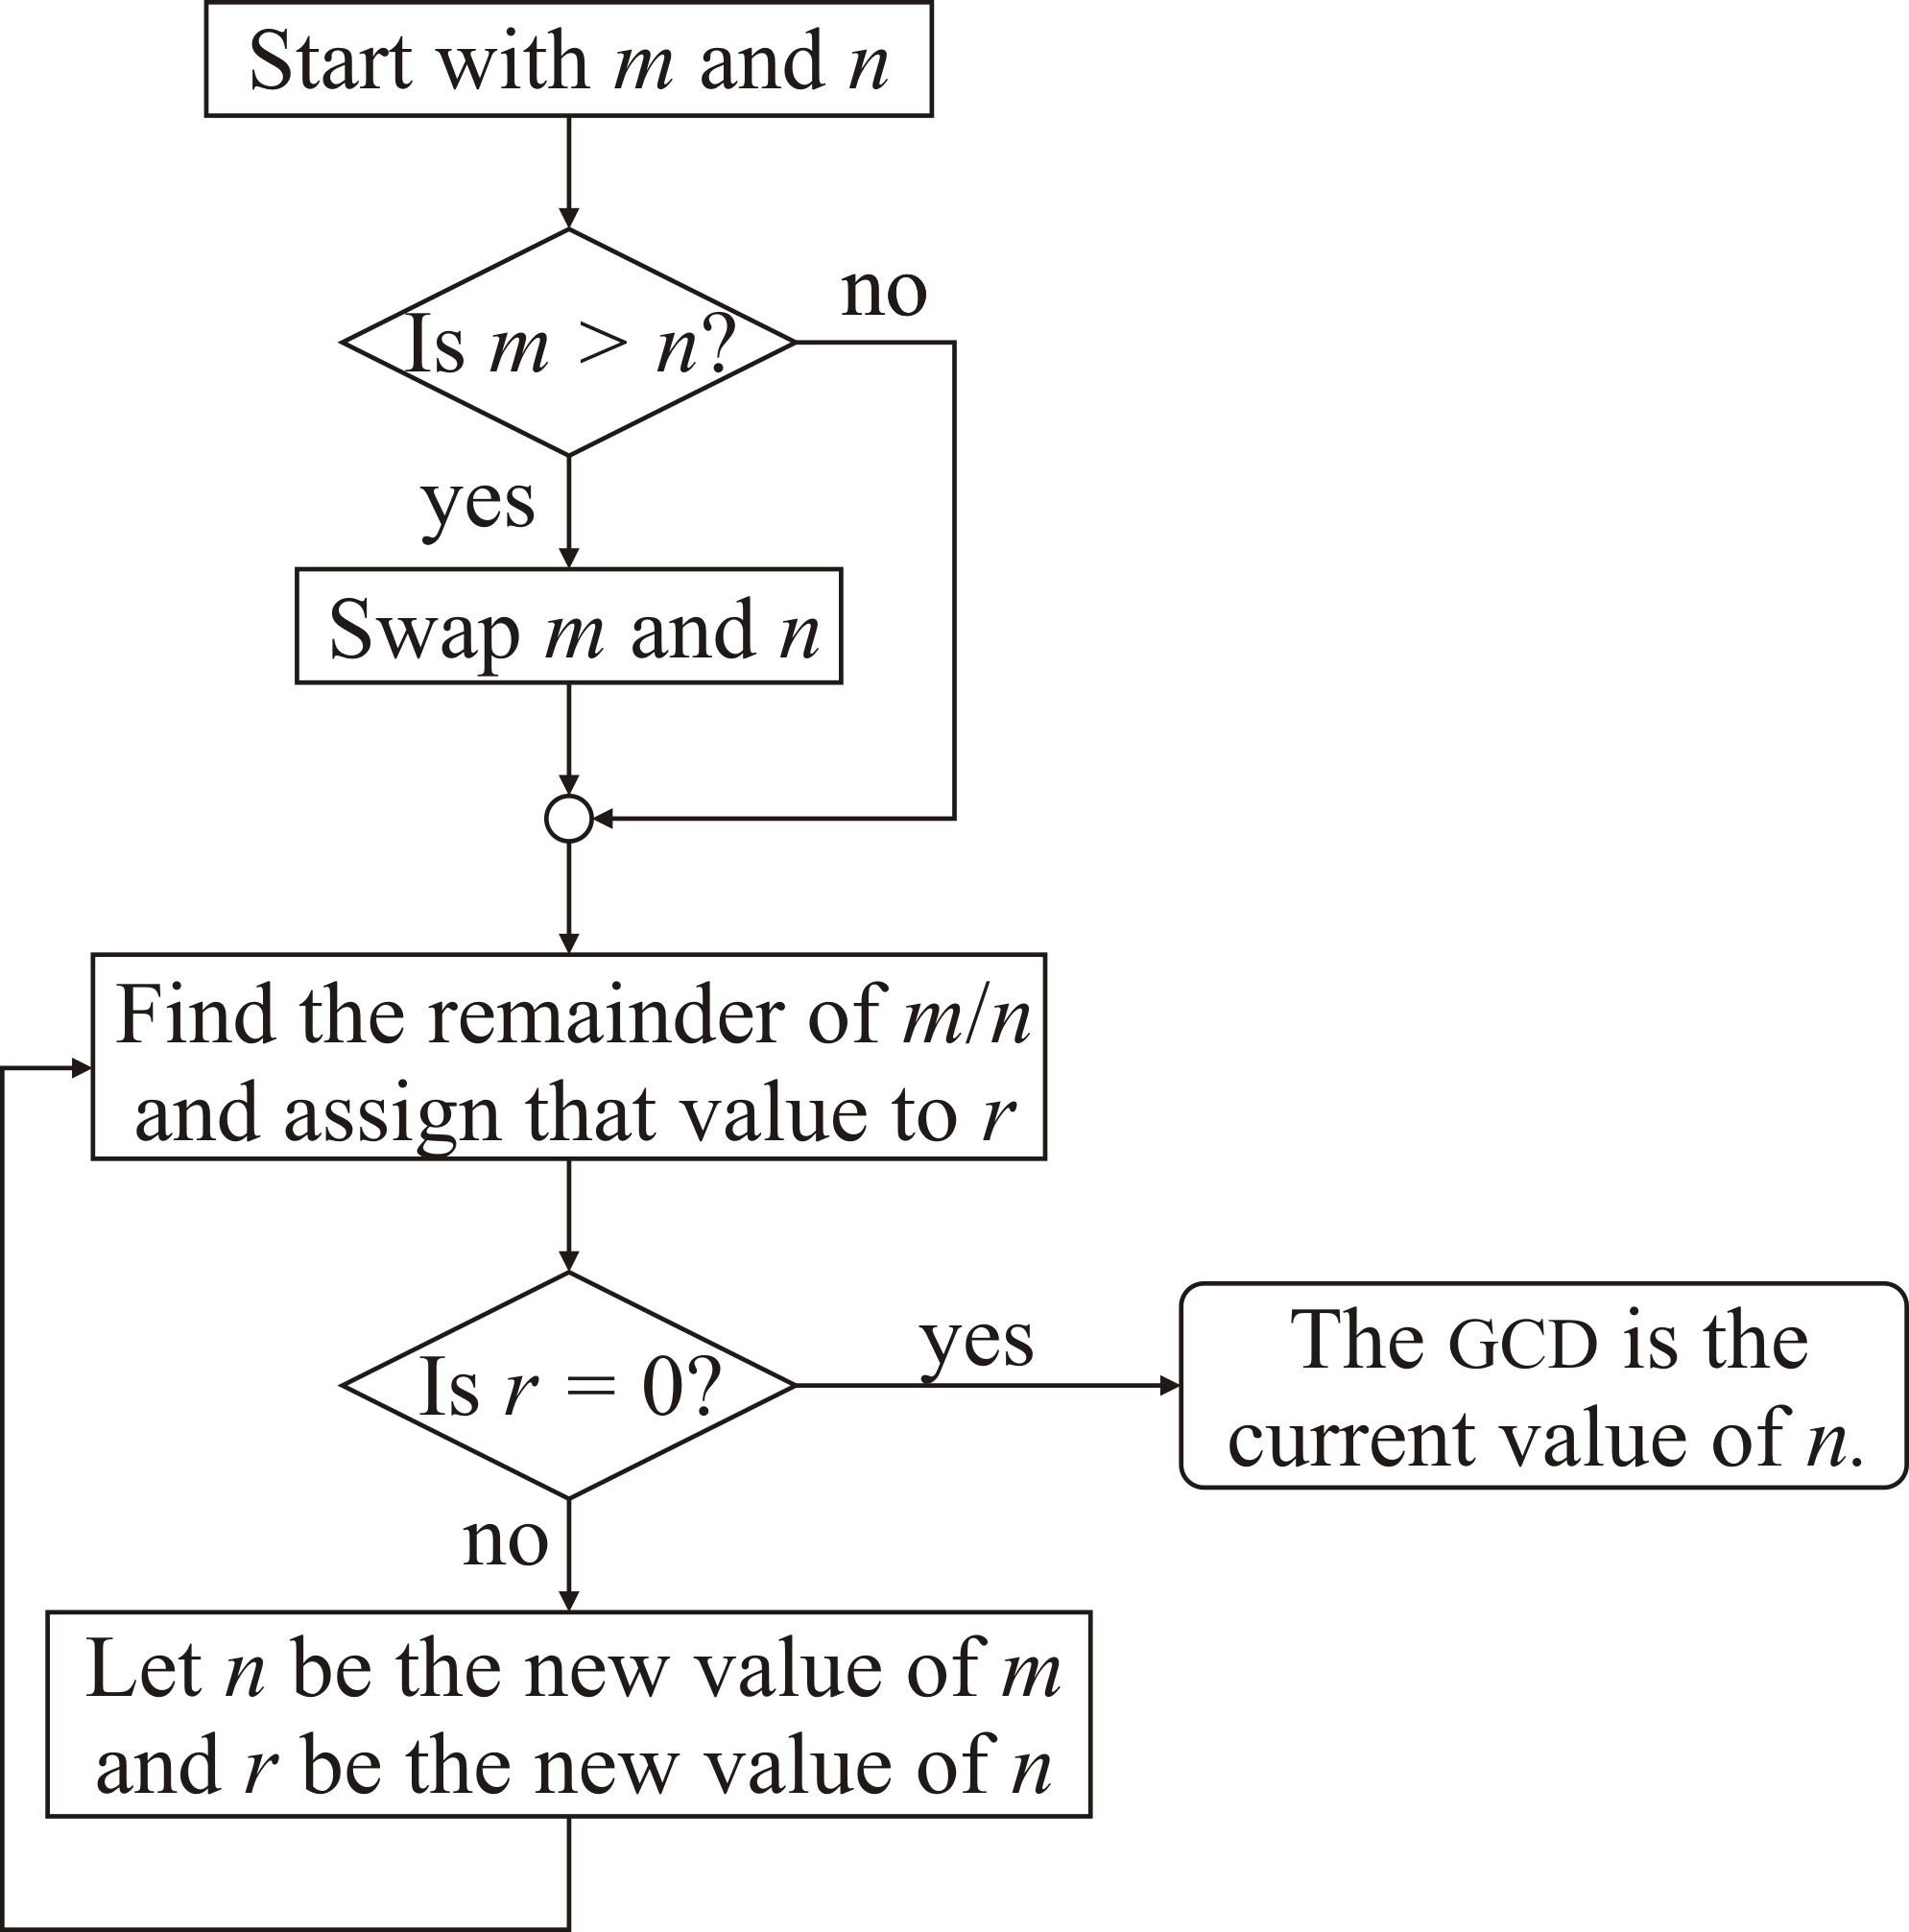 Start with m and n
Is m > n?
no
yes
Swap m and n
Find the remainder of m/n
and assign that value to r
Is r = 0?
yes
The GCD is the
current value of n.
no
Let n be the new value of m
and r be the new value of n